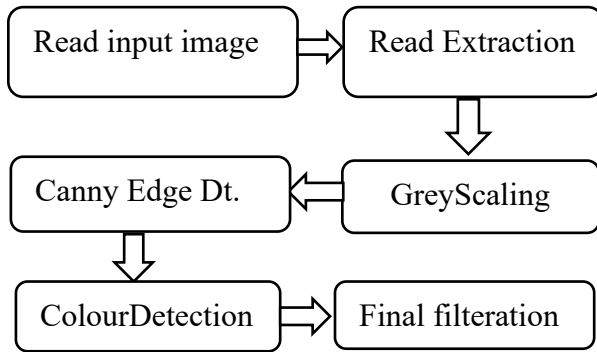 Read input image
Read Extraction
GreyScaling
Canny Edge Dt.
ColourDetection
Final filteration